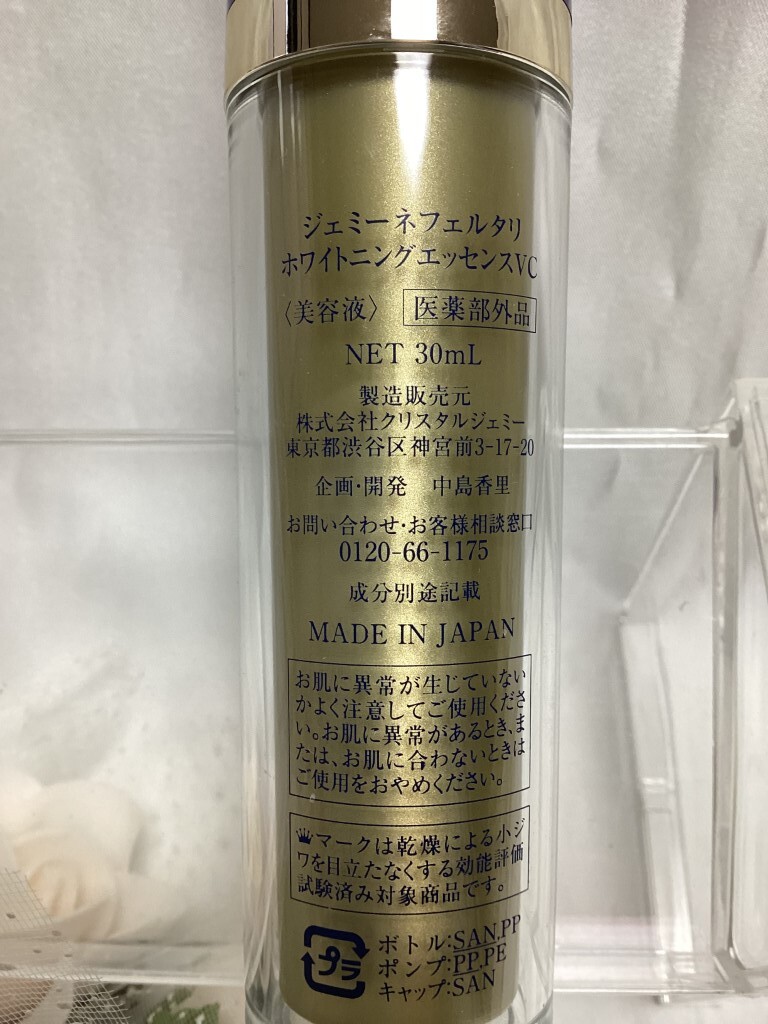 ジェミーネフェルタリ
ホワイトニングエッセンスVC
〈美容液〉 医薬部外品
NET 30mL
製造販売元
株式会社クリスタルジェミー
東京都渋谷区神宮前3-17-20
企画・開発 中島香里
お問い合わせ・お客様相談窓口
0120-66-1175
成分別途記載
MADE IN JAPAN
お肌に異常が生じていない
かよく注意してご使用くださ
い。お肌に異常があるとき、ま
たは、お肌に合わないときは
ご使用をおやめください。
マークは乾燥による小ジ
ワを目立たなくする効能評価
試験済み対象商品です。
プラ
ボトル:SAN.PP
ポンプ:PP.PE
キャップ:SAN